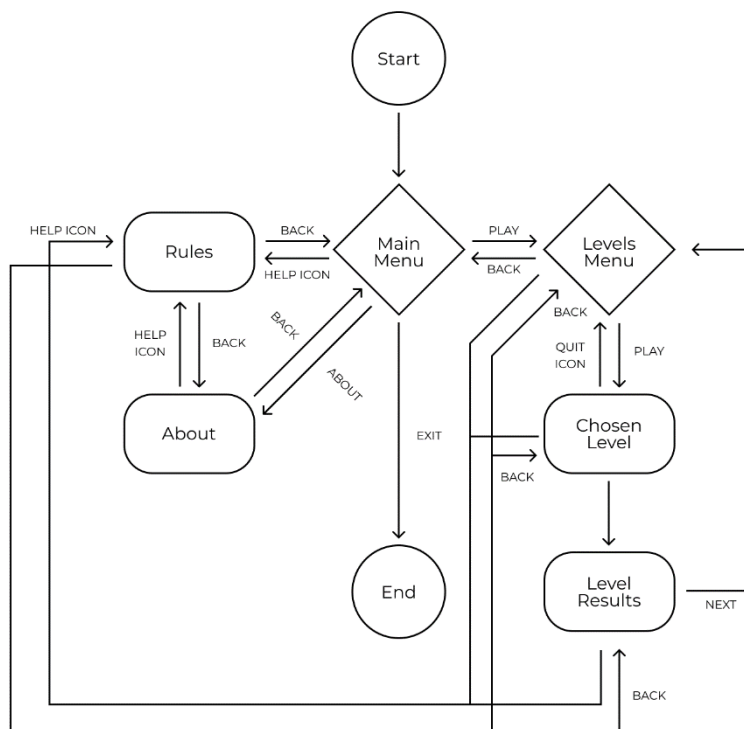 Start
HELP ICON
BACK
PLAY
Rules
Main
Menu
Levels
Menu
HELP ICON
BACK
BACK
HELP
ICON
BACK
BACK
ABOUT
QUIT
ICON
PLAY
About
EXIT
Chosen
Level
BACK
End
Level
Results
NEXT
BACK